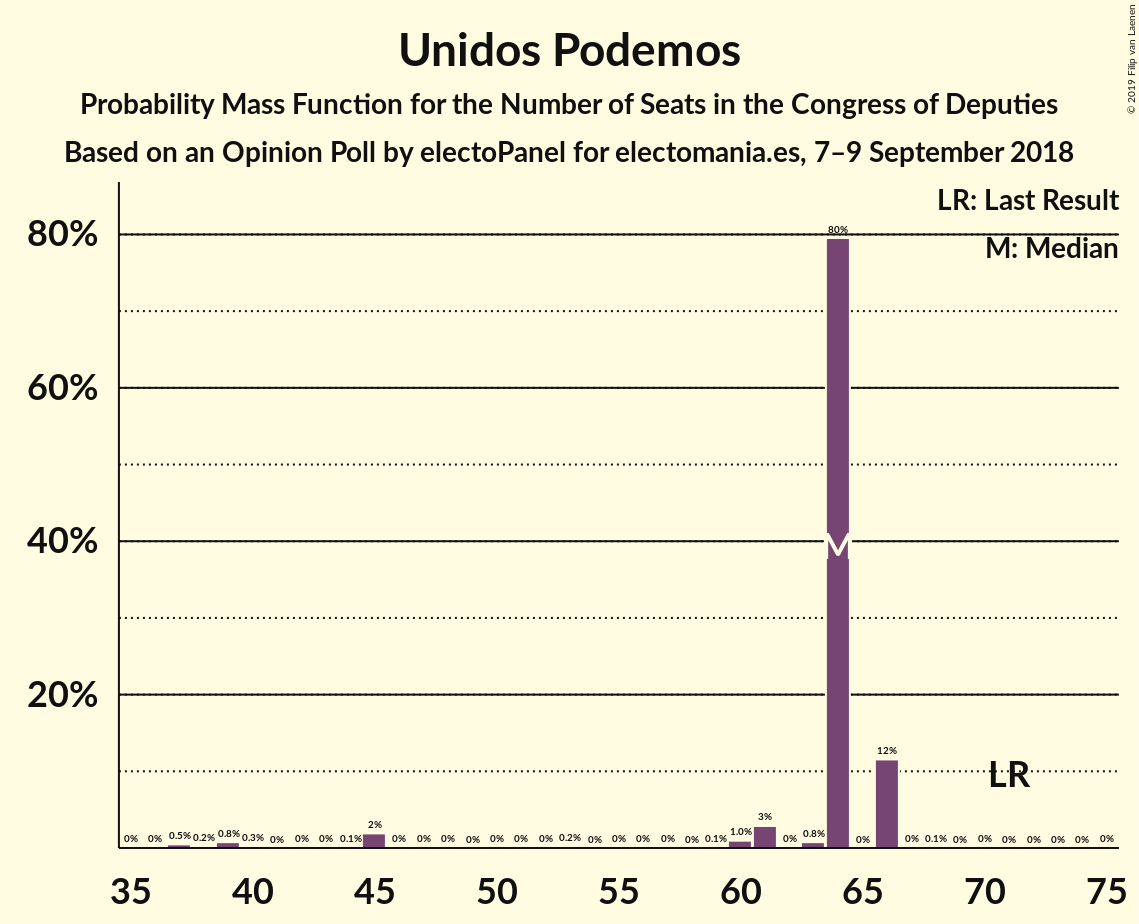 Unidos Podemos
Probability Mass Function for the Number of Seats in the Congress of Deputies
Based on an Opinion Poll by electoPanel for electomania.es, 7–9 September 2018
© 2019 Filip van Laenen
LR: Last Result
M: Median
80%
60%
40%
20%
80%
M
12%
LR
0% 0% 0.5% 0.2% 0.8% 0.3% 0% 0% 0% 0.1% 2% 0% 0% 0% 0% 0% 0% 0% 0.2% 0% 0% 0% 0% 0% 0.1% 1.0% 3% 0% 0.8% 0% 0% 0.1% 0% 0% 0% 0% 0% 0%
35 40 45 50 55 60 65 70 75